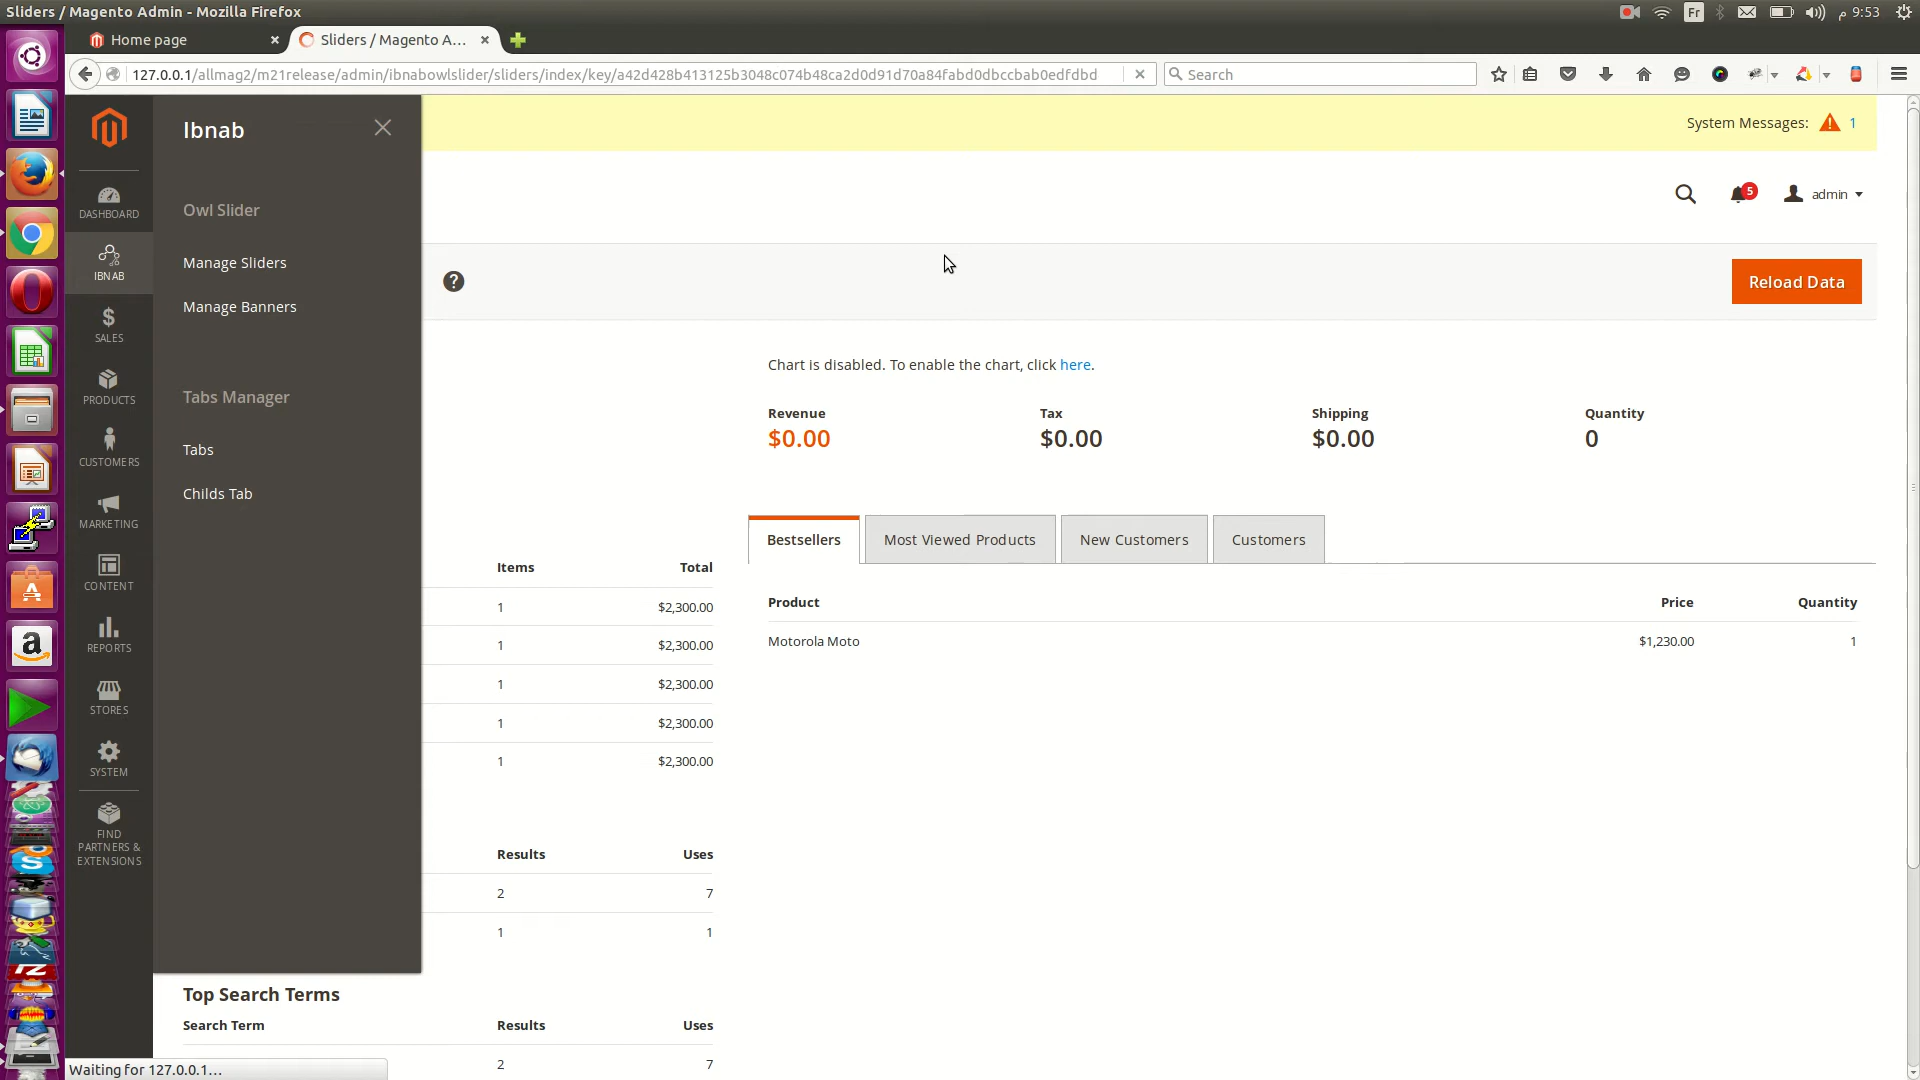 Sliders / Magento Admin - Mozilla Firefox
Fr
م 9:53
Home page
Sliders / Magento A...
127.0.0.1/allmag2/m21release/admin/ibnabowlslider/sliders/index/key/a42d428b413125b3048c074b48ca2d0d91d70a84fabd0dbccbab0edfdbd
Search
Ibnab
System Messages: 1
5
admin
DASHBOARD
IBNAB
SALES
PRODUCTS
CUSTOMERS
MARKETING
CONTENT
REPORTS
STORES
SYSTEM
FIND
PARTNERS &
EXTENSIONS
Owl Slider
Manage Sliders
Manage Banners
Tabs Manager
Tabs
Childs Tab
?
Reload Data
Chart is disabled. To enable the chart, click here.
Revenue Tax Shipping Quantity
$0.00 $0.00 $0.00 0
Bestsellers Most Viewed Products New Customers Customers
Items Total
1 $2,300.00
1 $2,300.00
1 $2,300.00
1 $2,300.00
1 $2,300.00
Product Price Quantity
Motorola Moto $1,230.00 1
Results Uses
2 7
1 1
Top Search Terms
Search Term Results Uses
2 7
Waiting for 127.0.0.1...